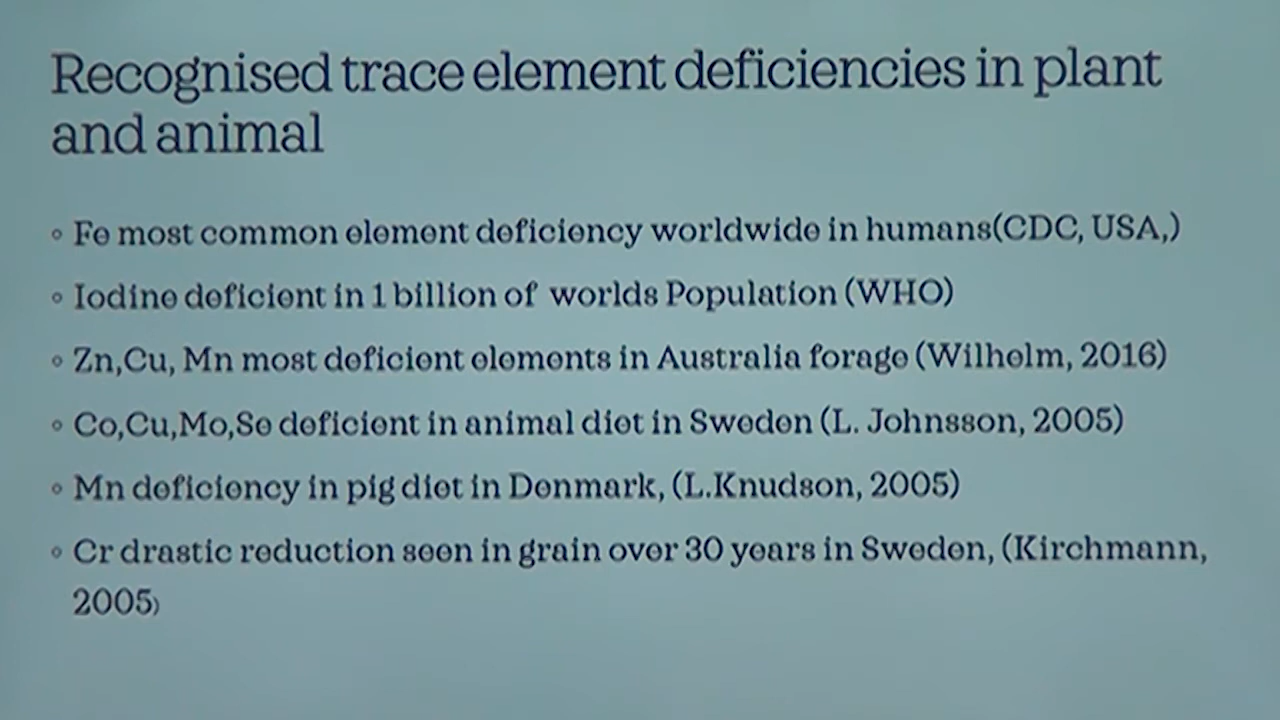 Recognised trace element deficiencies in plant
and animal
◦ Fe most common element deficiency worldwide in humans(CDC, USA,)
◦ Iodine deficient in 1 billion of worlds Population (WHO)
◦ Zn,Cu, Mn most deficient elements in Australia forage (Wilholm, 2016)
◦ Co,Cu,Mo,Se deficient in animal diet in Sweden (L. Johnsson, 2005)
◦ Mn deficiency in pig diet in Denmark, (L.Knudson, 2005)
◦ Cr drastic reduction seen in grain over 30 years in Sweden, (Kirchmann,
2005)